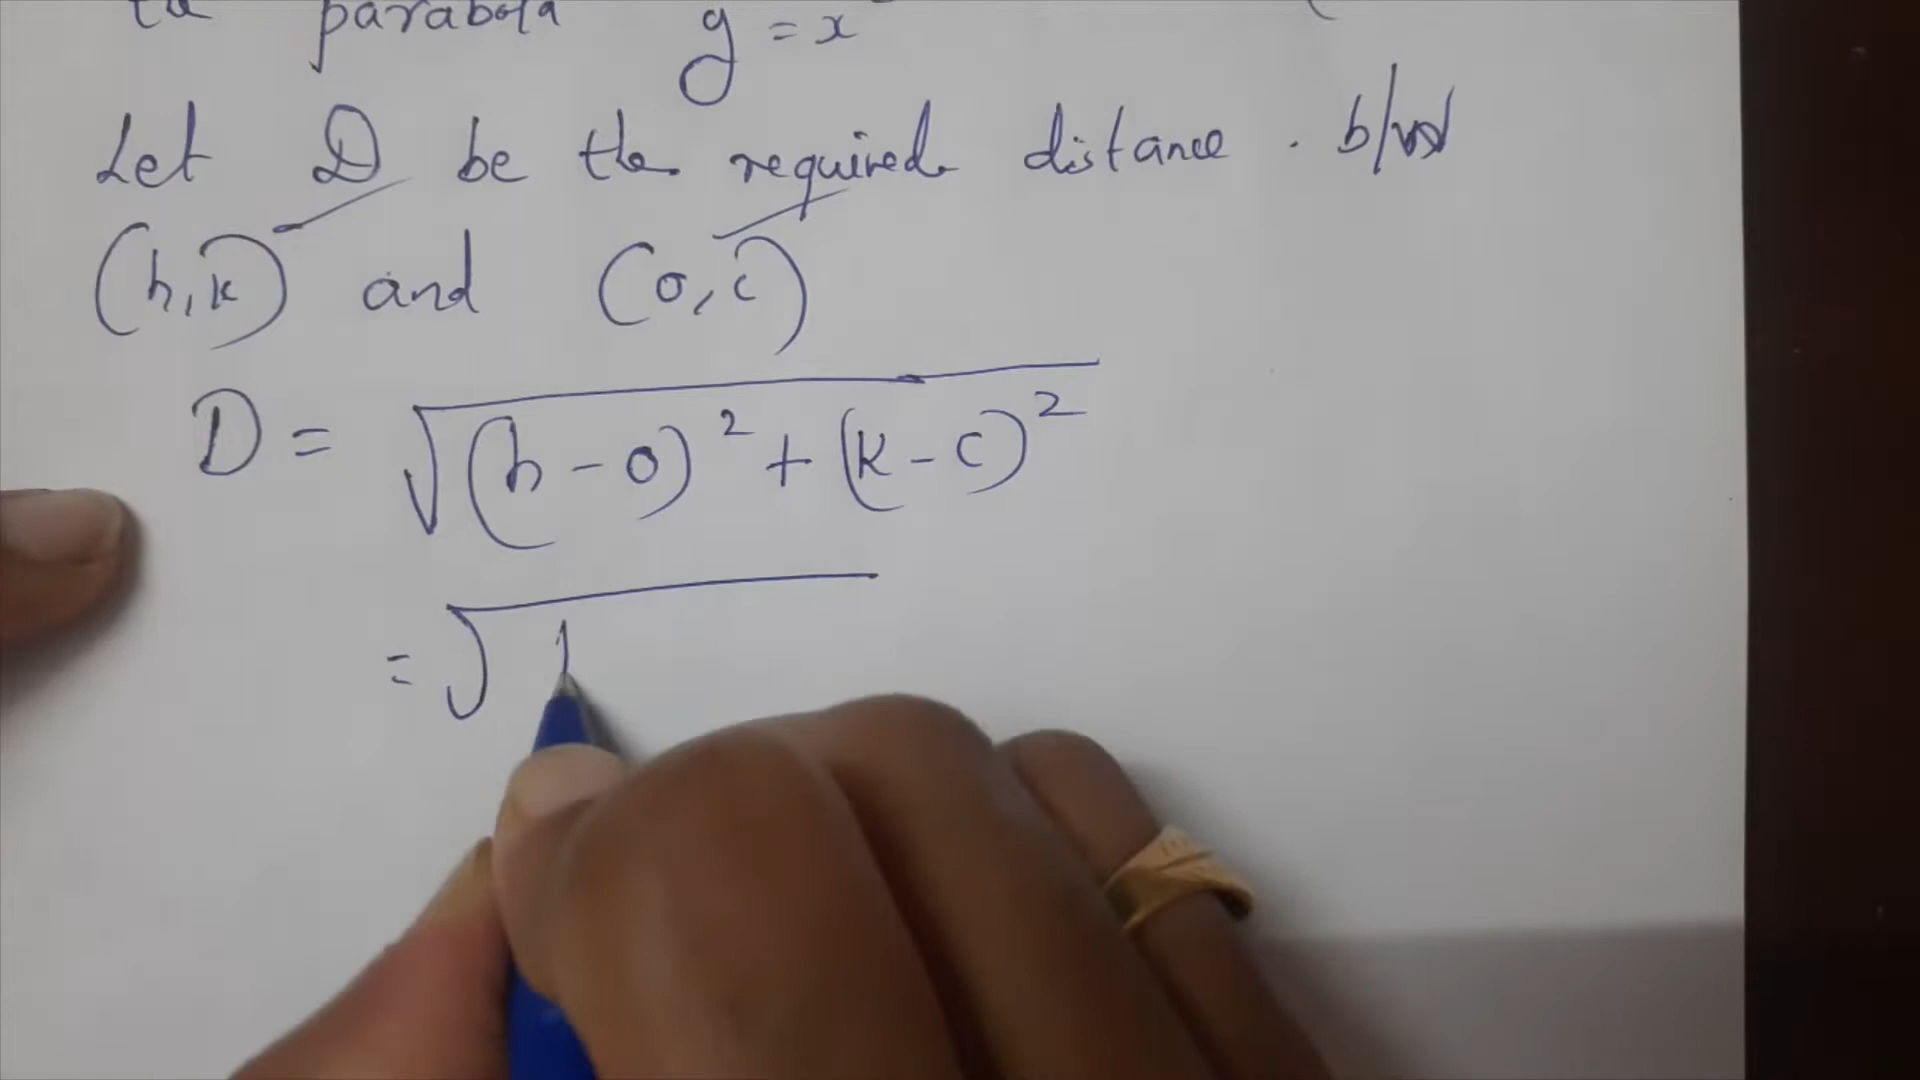 parabola y = x
Let D be the required distance . b/w
(h,k) and (0,c)
D = √(h-0)² + (k-c)²
= √